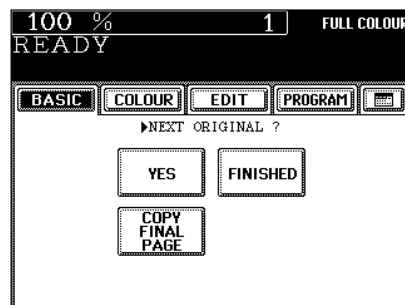 100 % 1 FULL COLOUR
READY
BASIC COLOUR EDIT PROGRAM
▶NEXT ORIGINAL ?
YES FINISHED
COPY
FINAL
PAGE